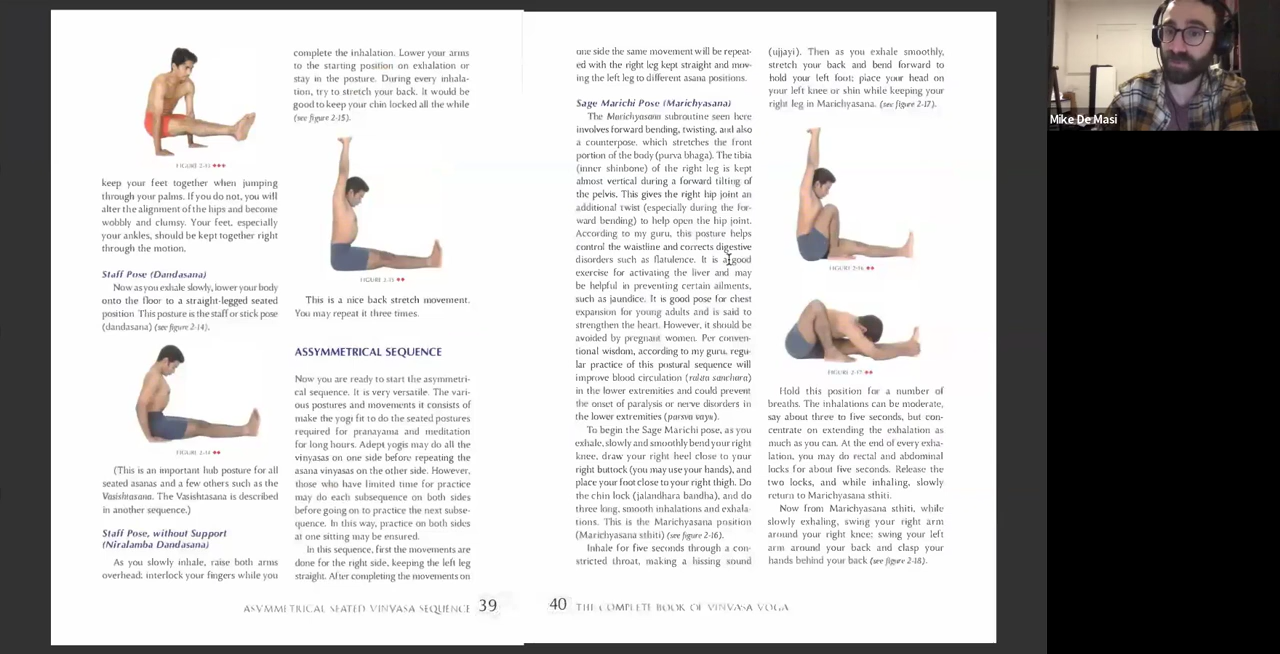 FIGURE 2-13
keep your feet together when jumping
through your palms. If you do not, you will
alter the alignment of the hips and become
wobbly and clumsy. Your feet, especially
your ankles, should be kept together right
through the motion.
Staff Pose (Dandasana)
Now as you exhale slowly, lower your body
onto the floor to a straight-legged seated
position This posture is the staff or stick pose
(dandasana) (see figure 2-14).
FIGURE 2-14
(This is an important hub posture for all
seated asanas and a few others such as the
Vasishtasana. The Vasishtasana is described
in another sequence.)
Staff Pose, without Support
(Niralamba Dandasana)
As you slowly inhale, raise both arms
overhead; interlock your fingers while you
complete the inhalation. Lower your arms
to the starting position on exhalation or
stay in the posture. During every inhala-
tion, try to stretch your back. It would be
good to keep your chin locked all the while
(see figure 2-15).
FIGURE 2-15
This is a nice back stretch movement.
You may repeat it three times.
ASSYMMETRICAL SEQUENCE
Now you are ready to start the asymmetri-
cal sequence. It is very versatile. The vari-
ous postures and movements it consists of
make the yogi fit to do the seated postures
required for pranayama and meditation
for long hours. Adept yogis may do all the
vinyasas on one side before repeating the
asana vinyasas on the other side. However,
those who have limited time for practice
may do each subsequence on both sides
before going on to practice the next subse-
quence. In this way, practice on both sides
at one sitting may be ensured.
In this sequence, first the movements are
done for the right side, keeping the left leg
straight. After completing the movements on
ASYMMETRICAL SEATED VINYASA SEQUENCE 39
one side the same movement will be repeat-
ed with the right leg kept straight and mov-
ing the left leg to different asana positions.
Sage Marichi Pose (Marichyasana)
The Marichyasana subroutine seen here
involves forward bending, twisting, and also
a counterpose, which stretches the front
portion of the body (purva bhaga). The tibia
(inner shinbone) of the right leg is kept
almost vertical during a forward tilting of
the pelvis. This gives the right hip joint an
additional twist (especially during the for-
ward bending) to help open the hip joint.
According to my guru, this posture helps
control the waistline and corrects digestive
disorders such as flatulence. It is a good
exercise for activating the liver and may
be helpful in preventing certain ailments,
such as jaundice. It is good pose for chest
expansion for young adults and is said to
strengthen the heart. However, it should be
avoided by pregnant women. Per conven-
tional wisdom, according to my guru, regu-
lar practice of this postural sequence will
improve blood circulation (sanchara)
in the lower extremities and could prevent
the onset of paralysis or nerve disorders in
the lower extremities (parsva vayu).
To begin the Sage Marichi pose, as you
exhale, slowly and smoothly bend your right
knee, draw your right heel close to your
right buttock (you may use your hands), and
place your foot close to your right thigh. Do
the chin lock (jalandhara bandha), and do
three long, smooth inhalations and exhala-
tions. This is the Marichyasana position
(Marichyasana sthiti) (see figure 2-16).
Inhale for five seconds through a con-
stricted throat, making a hissing sound
(ujjayi). Then as you exhale smoothly,
stretch your back and bend forward to
hold your left foot; place your head on
your left knee or shin while keeping your
right leg in Marichyasana. (see figure 2-17).
FIGURE 2-16
FIGURE 2-17
Hold this position for a number of
breaths. The inhalations can be moderate,
say about three to five seconds, but con-
centrate on extending the exhalation as
much as you can. At the end of every exha-
lation, you may do rectal and abdominal
locks for about five seconds. Release the
two locks, and while inhaling, slowly
return to Marichyasana sthiti.
Now from Marichyasana sthiti, while
slowly exhaling, swing your right arm
around your right knee; swing your left
arm around your back and clasp your
hands behind your back (see figure 2-18).
40 THE COMPLETE BOOK OF VINYASA YOGA
Mike De Masi